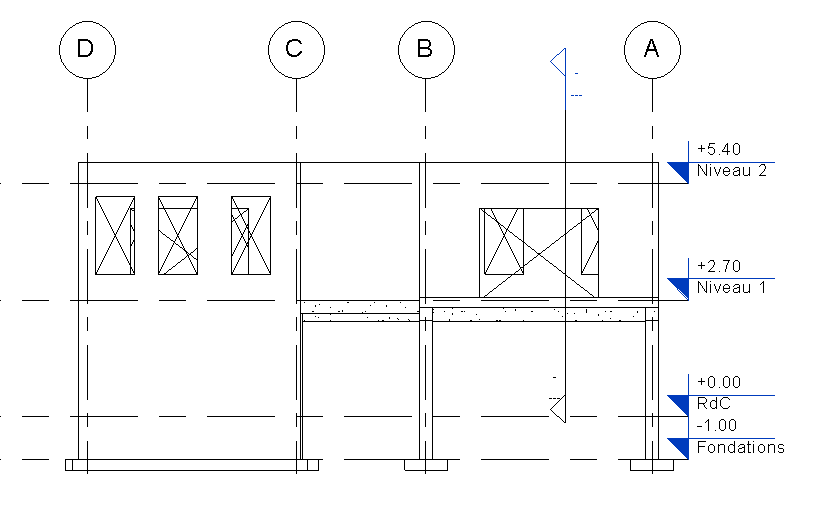 D C B A
+5.40
Niveau 2
+2.70
Niveau 1
+0.00
RdC
-1.00
Fondations